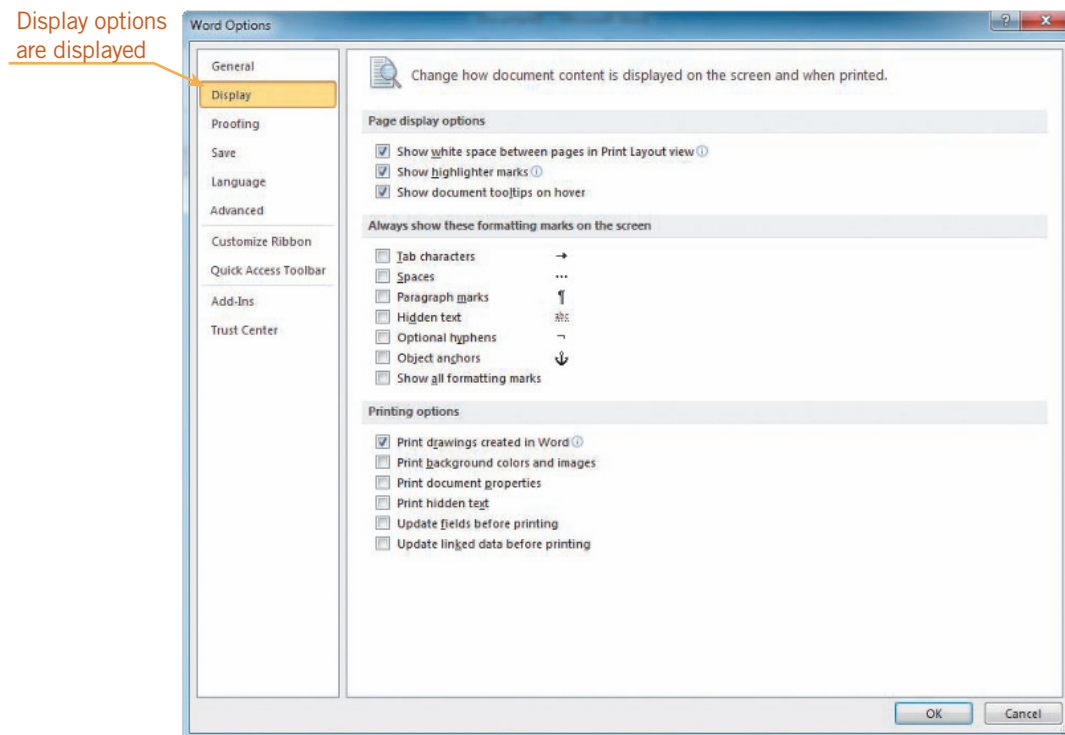 Display options
are displayed
Word Options
General
Display
Proofing
Save
Language
Advanced
Customize Ribbon
Quick Access Toolbar
Add-Ins
Trust Center
Change how document content is displayed on the screen and when printed.
Page display options
Show white space between pages in Print Layout view
Show highlighter marks
Show document tooltips on hover
Always show these formatting marks on the screen
Tab characters →
Spaces ...
Paragraph marks ¶
Hidden text abc
Optional hyphens ¬
Object anchors
Show all formatting marks
Printing options
Print drawings created in Word
Print background colors and images
Print document properties
Print hidden text
Update fields before printing
Update linked data before printing
OK Cancel